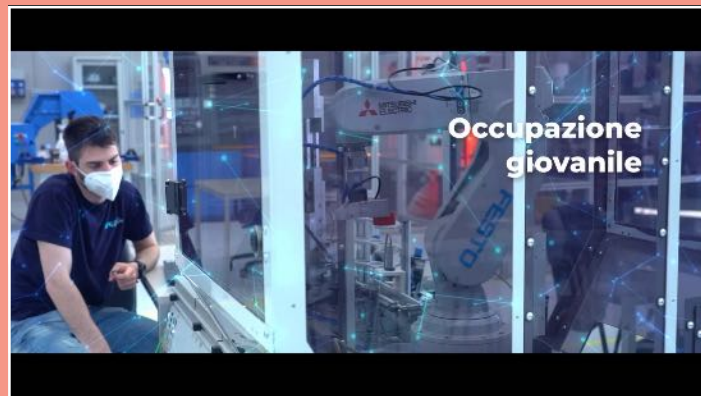 MITSUBISHI
ELECTRIC
Occupazione
giovanile
FESTO